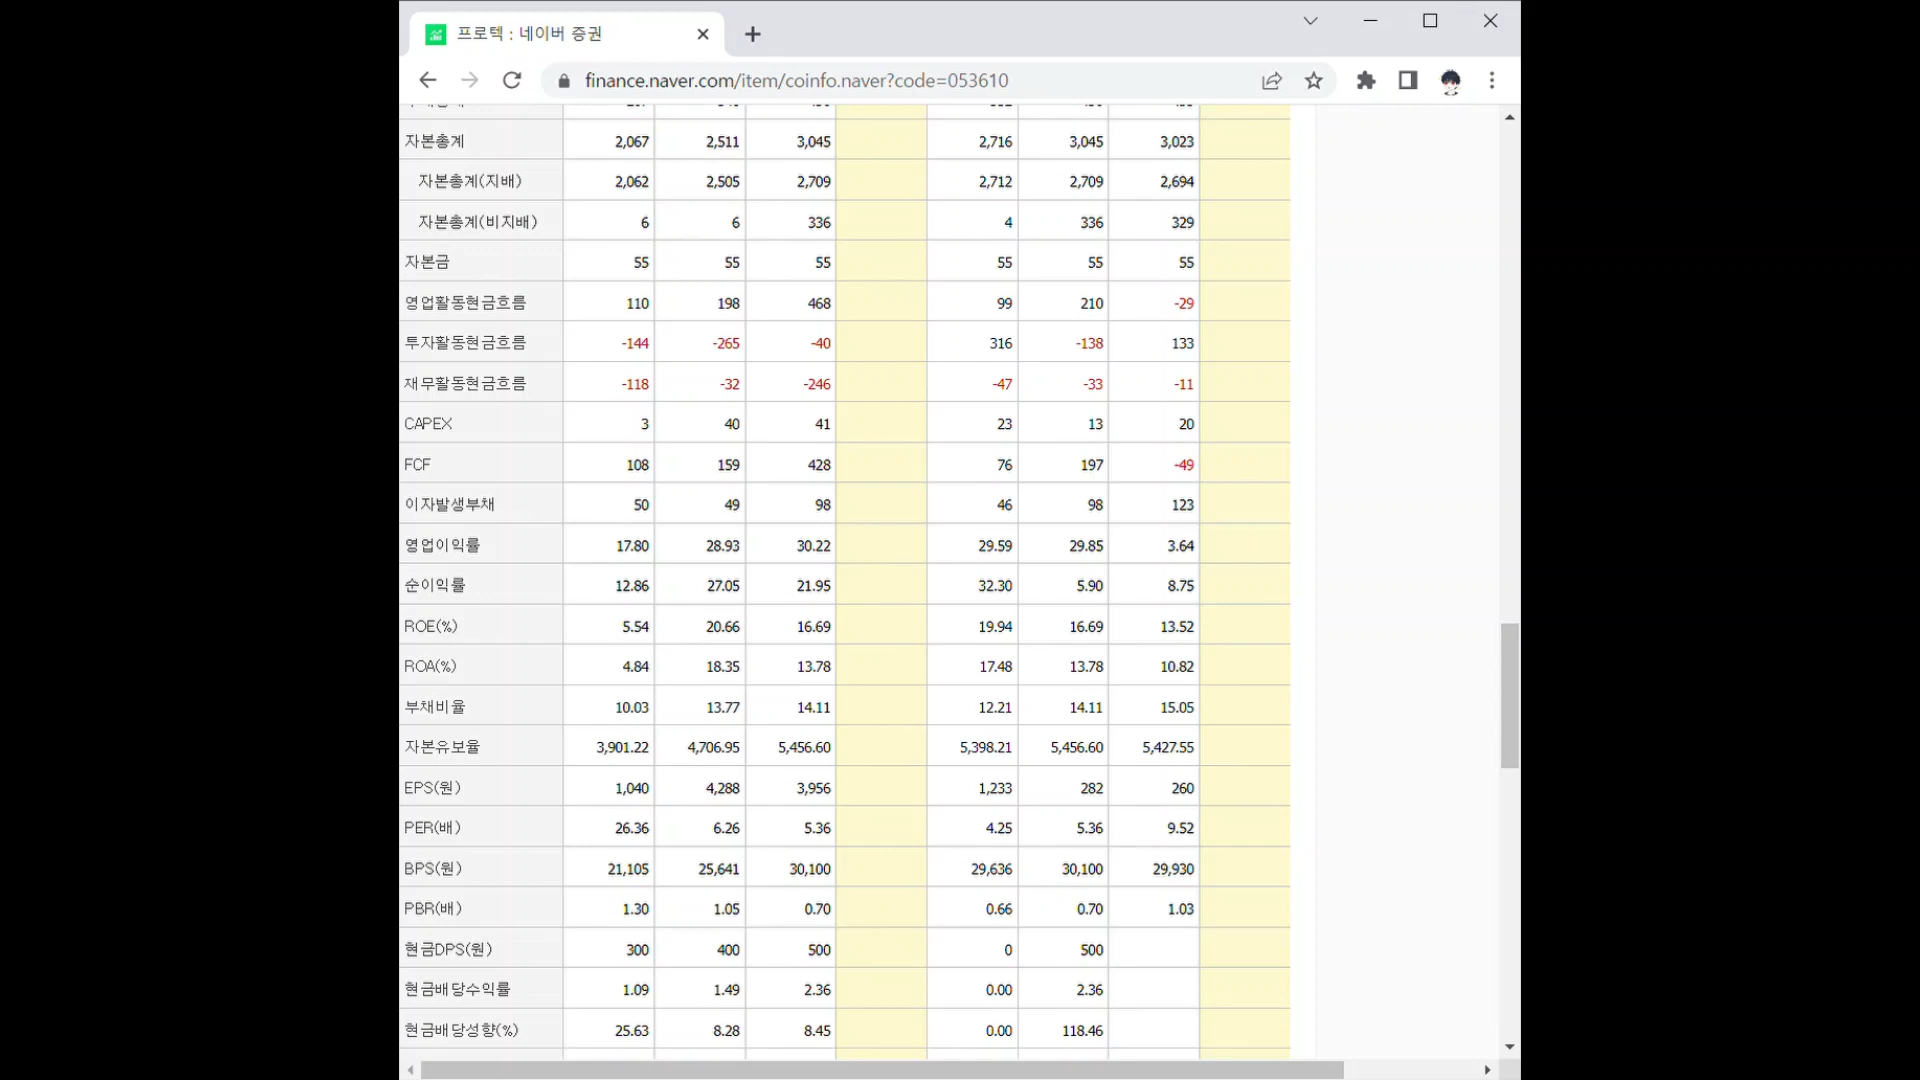 프로텍 : 네이버 증권
finance.naver.com/item/coinfo.naver?code=053610
자본총계 2,067 2,511 3,045 2,716 3,045 3,023
자본총계(지배) 2,062 2,505 2,709 2,712 2,709 2,694
자본총계(비지배) 6 6 336 4 336 329
자본금 55 55 55 55 55 55
영업활동현금흐름 110 198 468 99 210 -29
투자활동현금흐름 -144 -265 -40 316 -138 133
재무활동현금흐름 -118 -32 -246 -47 -33 -11
CAPEX 3 40 41 23 13 20
FCF 108 159 428 76 197 -49
이자발생부채 50 49 98 46 98 123
영업이익률 17.80 28.93 30.22 29.59 29.85 3.64
순이익률 12.86 27.05 21.95 32.30 5.90 8.75
ROE(%) 5.54 20.66 16.69 19.94 16.69 13.52
ROA(%) 4.84 18.35 13.78 17.48 13.78 10.82
부채비율 10.03 13.77 14.11 12.21 14.11 15.05
자본유보율 3,901.22 4,706.95 5,456.60 5,398.21 5,456.60 5,427.55
EPS(원) 1,040 4,288 3,956 1,233 282 260
PER(배) 26.36 6.26 5.36 4.25 5.36 9.52
BPS(원) 21,105 25,641 30,100 29,636 30,100 29,930
PBR(배) 1.30 1.05 0.70 0.66 0.70 1.03
현금DPS(원) 300 400 500 0 500
현금배당수익률 1.09 1.49 2.36 0.00 2.36
현금배당성향(%) 25.63 8.28 8.45 0.00 118.46